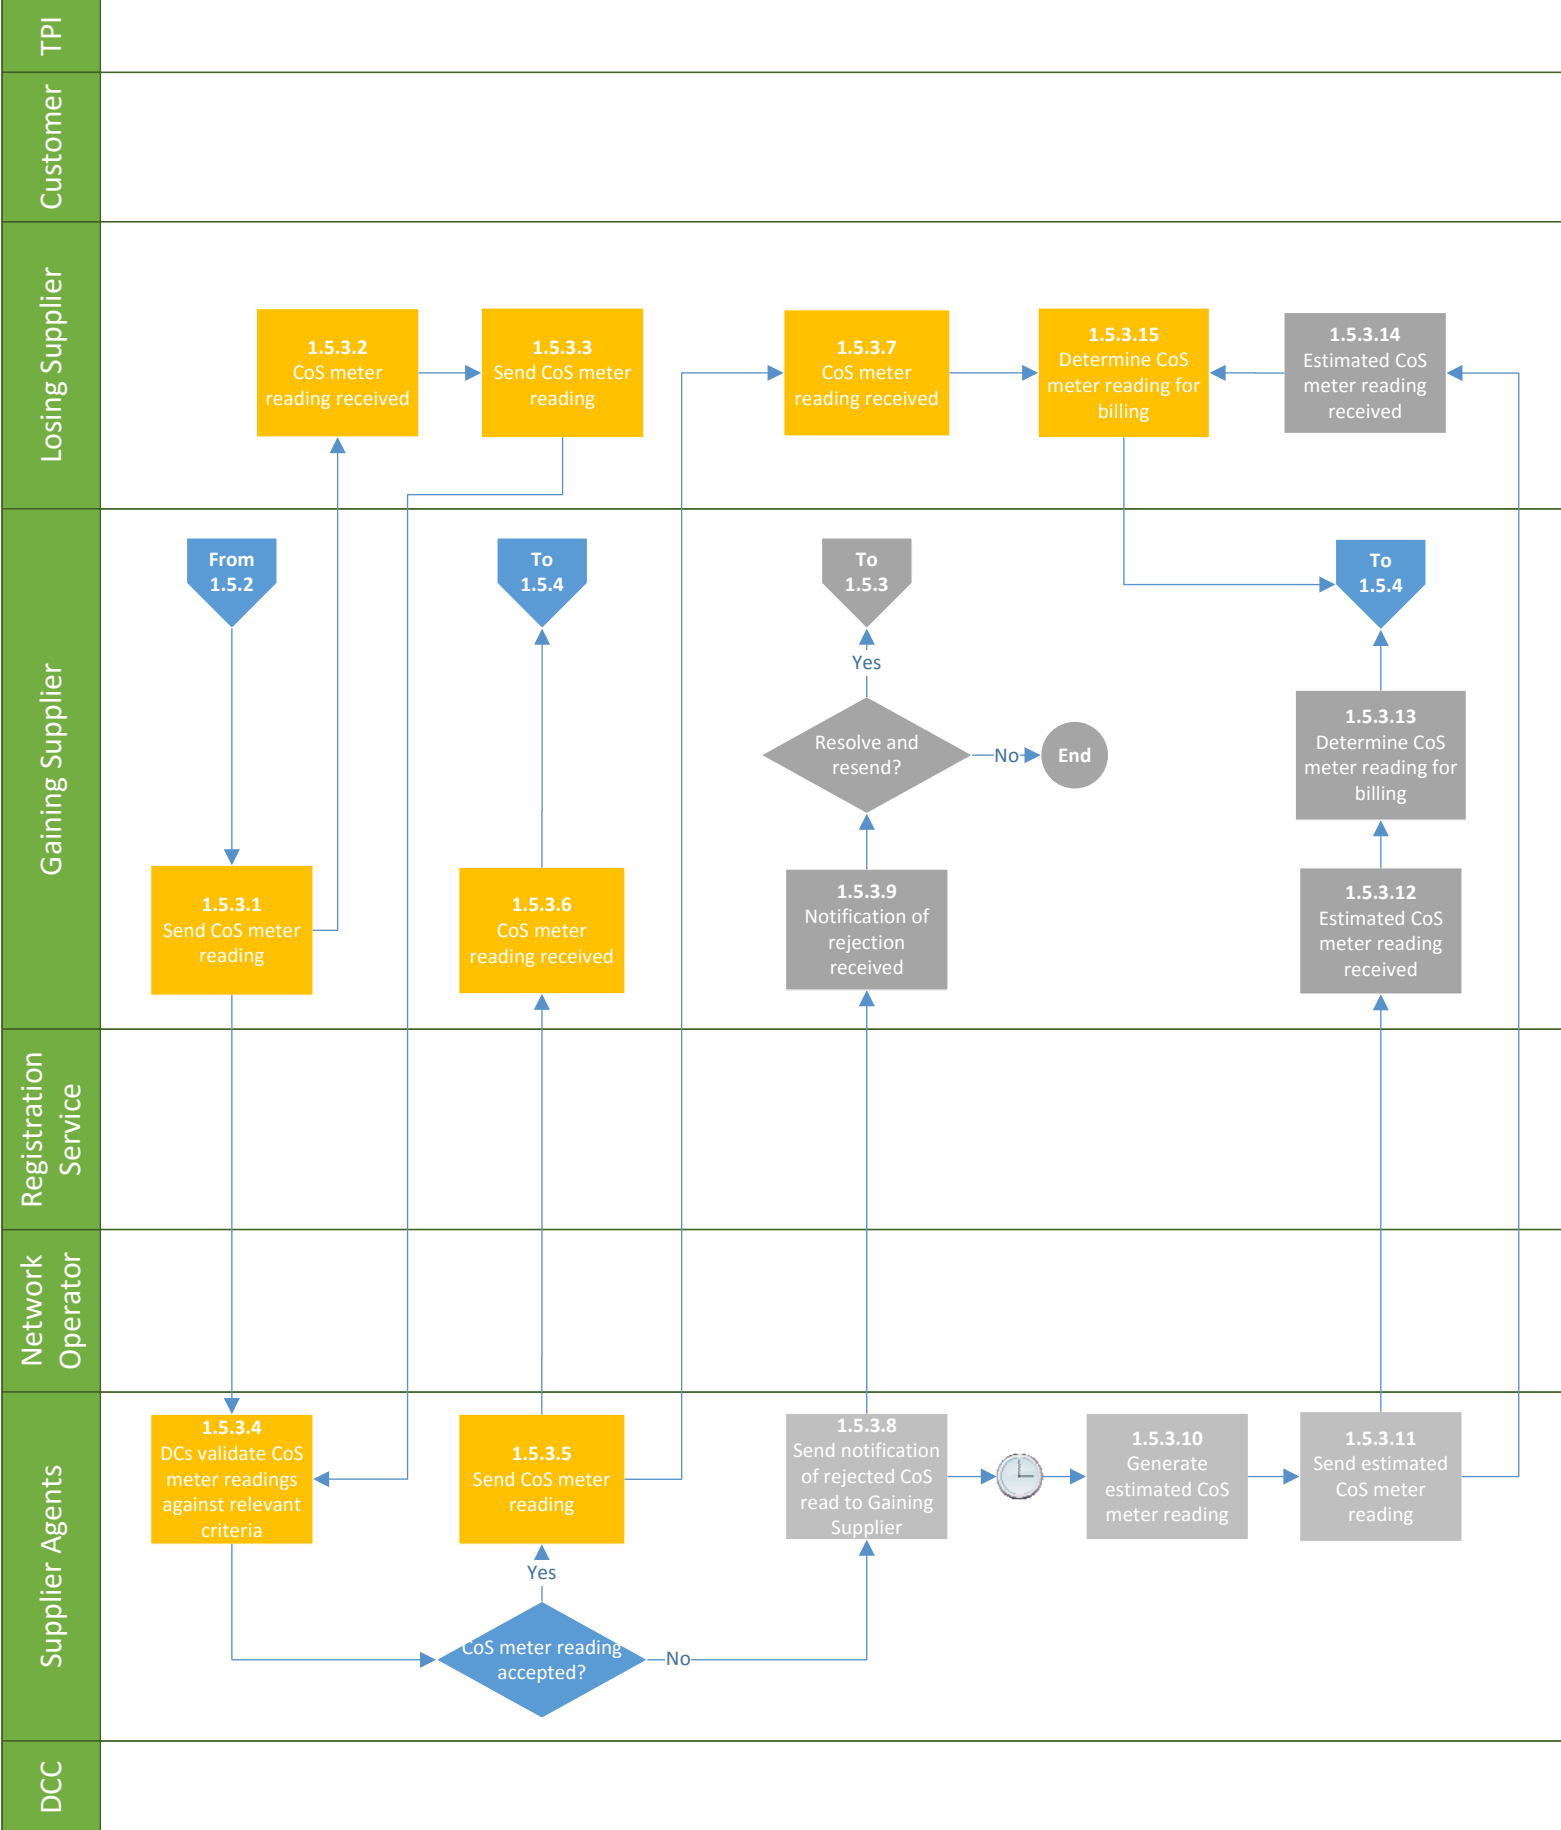 TPI
Customer
Losing Supplier
1.5.3.2
CoS meter
reading received
1.5.3.3
Send CoS meter
reading
1.5.3.7
CoS meter
reading received
1.5.3.15
Determine CoS
meter reading for
billing
1.5.3.14
Estimated CoS
meter reading
received
Gaining Supplier
From
1.5.2
To
1.5.4
To
1.5.3
To
1.5.4
Yes
Resolve and
resend?
No
End
1.5.3.13
Determine CoS
meter reading for
billing
1.5.3.1
Send CoS meter
reading
1.5.3.6
CoS meter
reading received
1.5.3.9
Notification of
rejection
received
1.5.3.12
Estimated CoS
meter reading
received
Registration
Service
Network
Operator
Supplier Agents
1.5.3.4
DCs validate CoS
meter readings
against relevant
criteria
1.5.3.5
Send CoS meter
reading
1.5.3.8
Send notification
of rejected CoS
read to Gaining
Supplier
1.5.3.10
Generate
estimated CoS
meter reading
1.5.3.11
Send estimated
CoS meter
reading
Yes
CoS meter reading
accepted?
No
DCC